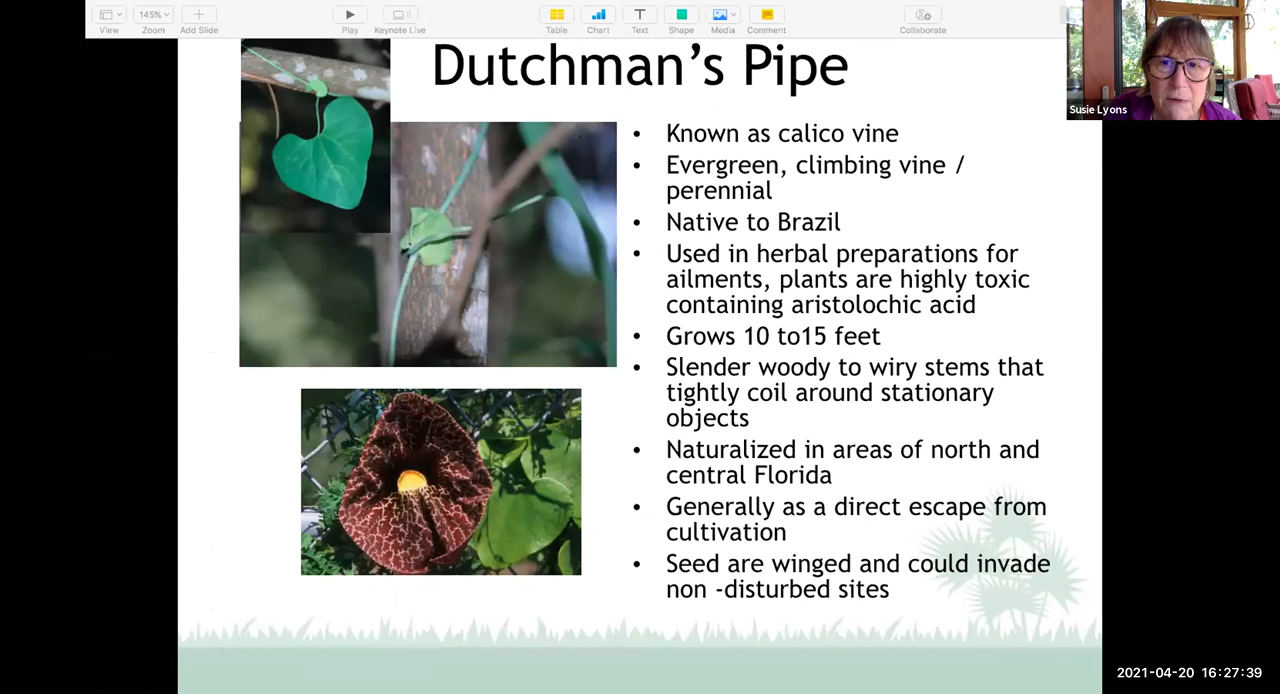 145%
View
Zoom
Add Slide
Play
Keynote Live
Table
Chart
Text
Shape
Media
Comment
Collaborate
Dutchman's Pipe
Susie Lyons
• Known as calico vine
• Evergreen, climbing vine /
perennial
• Native to Brazil
• Used in herbal preparations for
ailments, plants are highly toxic
containing aristolochic acid
• Grows 10 to15 feet
• Slender woody to wiry stems that
tightly coil around stationary
objects
• Naturalized in areas of north and
central Florida
• Generally as a direct escape from
cultivation
• Seed are winged and could invade
non -disturbed sites
2021-04-20 16:27:39